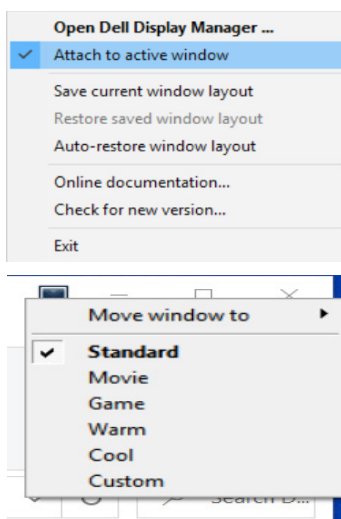 Open Dell Display Manager ...
Attach to active window
Save current window layout
Restore saved window layout
Auto-restore window layout
Online documentation...
Check for new version...
Exit
Move window to
Standard
Movie
Game
Warm
Cool
Custom
Search D...